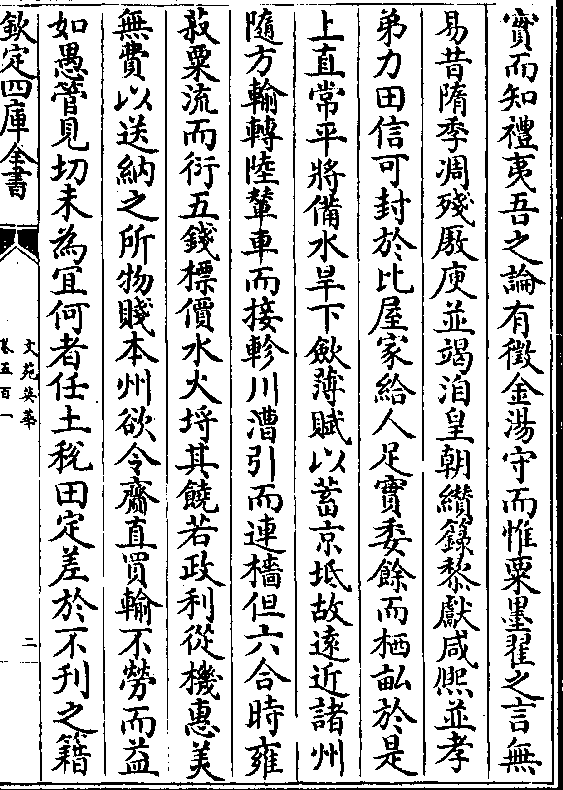 實而知禮夷吾之論有徵金湯守而惟粟墨翟之言無
易昔隋季凋殘廒庾並竭洎皇朝纘籙黎獻咸熙並孝
弟力田信可封於比屋家給人足實委餘而栖畝於是
上直常平將備水旱下歛薄賦以蓄京坻故遠近諸州
隨方輸轉陸輦車而接軫川漕引而連檣但六合時雍
菽粟流而衍五錢標價水火埒其饒若政利從機惠美
無費以送納之所物賤本州欲令齎直買輸不勞而益
如愚管見切未為宜何者任土稅田定差於不刊之籍
欽定四庫全書
文苑英華
卷五百一
二